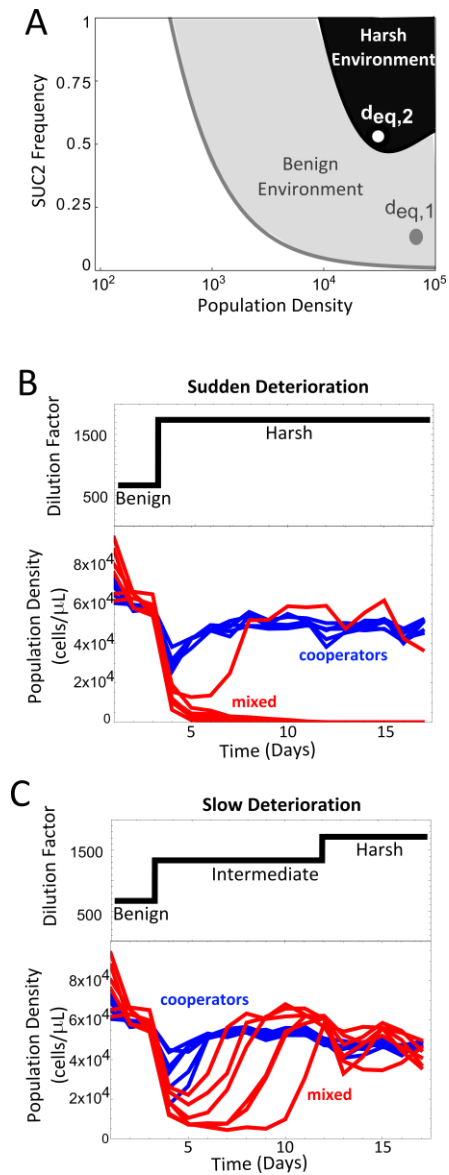 A
SUC2 Frequency
1
0.75
0.5
0.25
0
Harsh
Environment
deq,2
Benign
Environment
deq,1
10²
10³
10⁴
10⁵
Population Density
B
Sudden Deterioration
Dilution Factor
1500
500
Harsh
Benign
Population Density
(cells/μL)
8x10⁴
6x10⁴
4x10⁴
2x10⁴
0
cooperators
mixed
5
10
15
Time (Days)
C
Slow Deterioration
Dilution Factor
1500
500
Harsh
Intermediate
Benign
Population Density
(cells/μL)
8x10⁴
6x10⁴
4x10⁴
2x10⁴
0
cooperators
mixed
5
10
15
Time (Days)